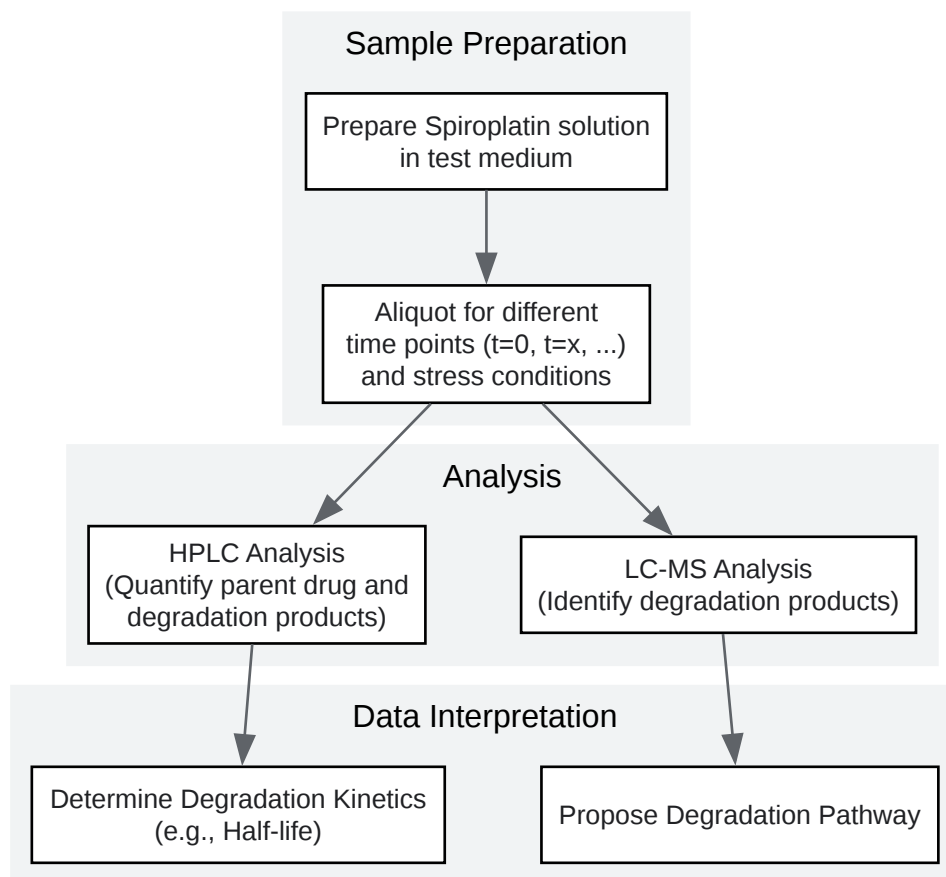 Sample Preparation
Prepare Spiroplatin solution
in test medium
Aliquot for different
time points (t=0, t=x, ...)
and stress conditions
Analysis
HPLC Analysis
(Quantify parent drug and
degradation products)
LC-MS Analysis
(Identify degradation products)
Data Interpretation
Determine Degradation Kinetics
(e.g., Half-life)
Propose Degradation Pathway